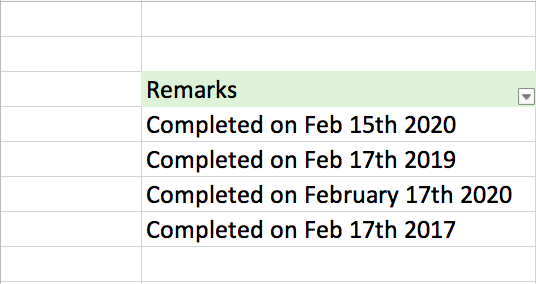 Remarks
Completed on Feb 15th 2020
Completed on Feb 17th 2019
Completed on February 17th 2020
Completed on Feb 17th 2017